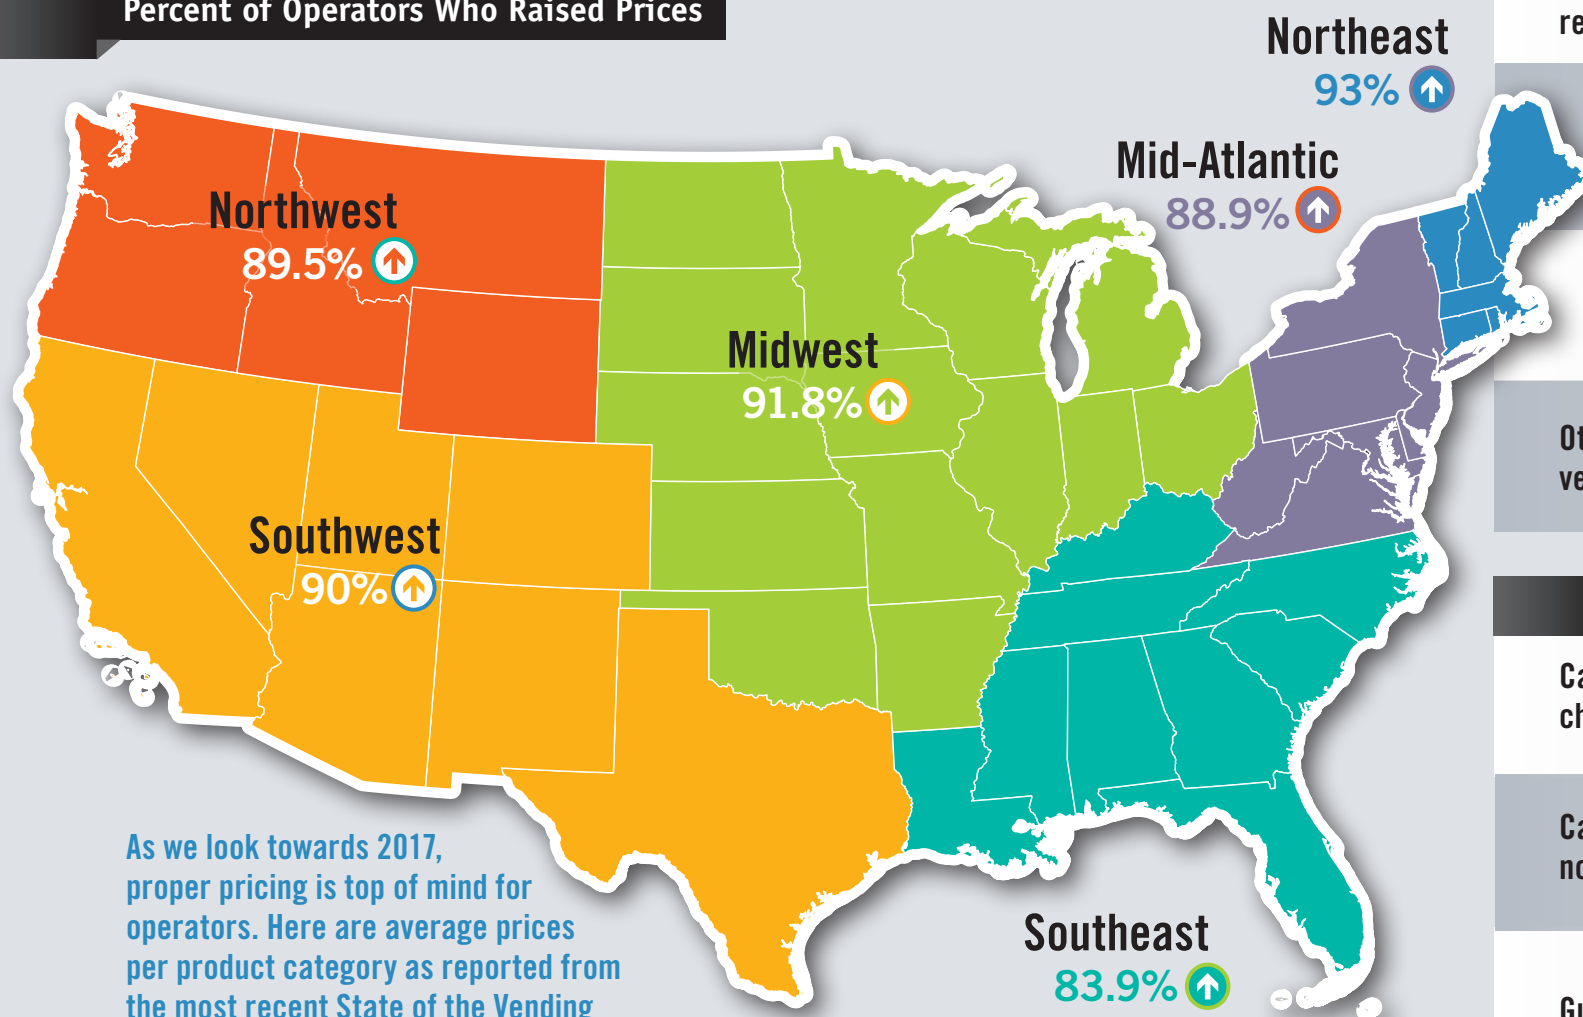 Percent of Operators Who Raised Prices
Northeast
93%
Mid-Atlantic
88.9%
Northwest
89.5%
Midwest
91.8%
Southwest
90%
Southeast
83.9%
As we look towards 2017,
proper pricing is top of mind for
operators. Here are average prices
per product category as reported from
the most recent State of the Vending